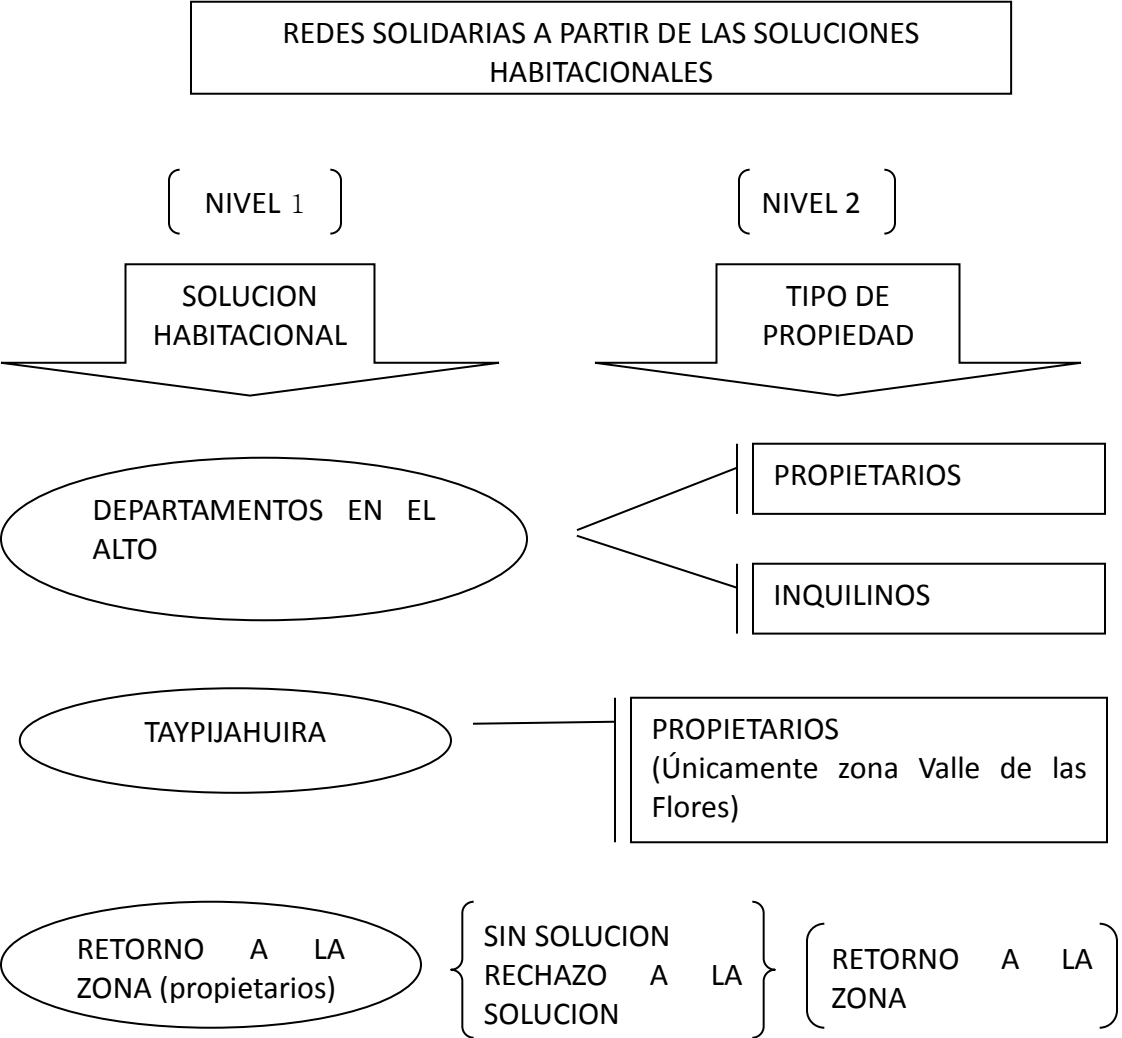 REDES SOLIDARIAS A PARTIR DE LAS SOLUCIONES
HABITACIONALES
NIVEL 1
NIVEL 2
SOLUCION
HABITACIONAL
TIPO DE
PROPIEDAD
DEPARTAMENTOS EN EL
ALTO
PROPIETARIOS
INQUILINOS
TAYPIJAHUIRA
PROPIETARIOS
(Únicamente zona Valle de las
Flores)
RETORNO A LA
ZONA (propietarios)
SIN SOLUCION
RECHAZO A LA
SOLUCION
RETORNO A LA
ZONA